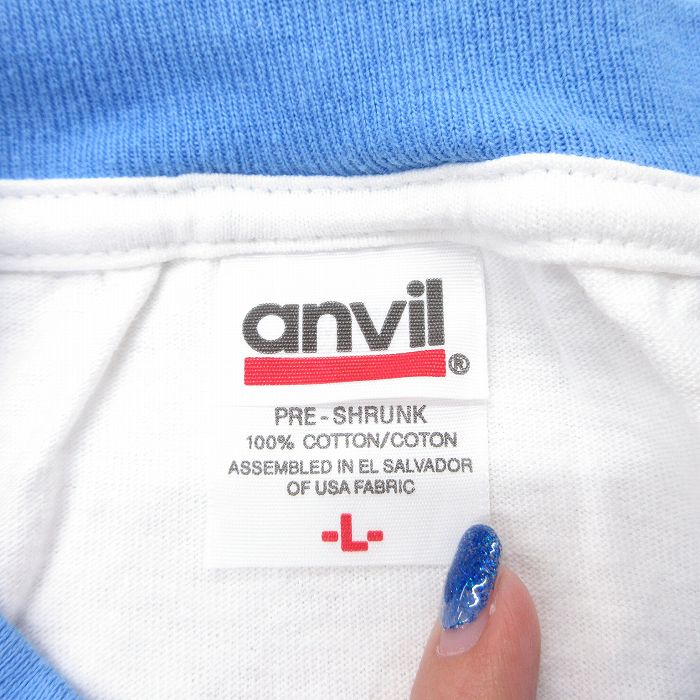 anvil®
PRE-SHRUNK
100% COTTON/COTON
ASSEMBLED IN EL SALVADOR
OF USA FABRIC
-L-